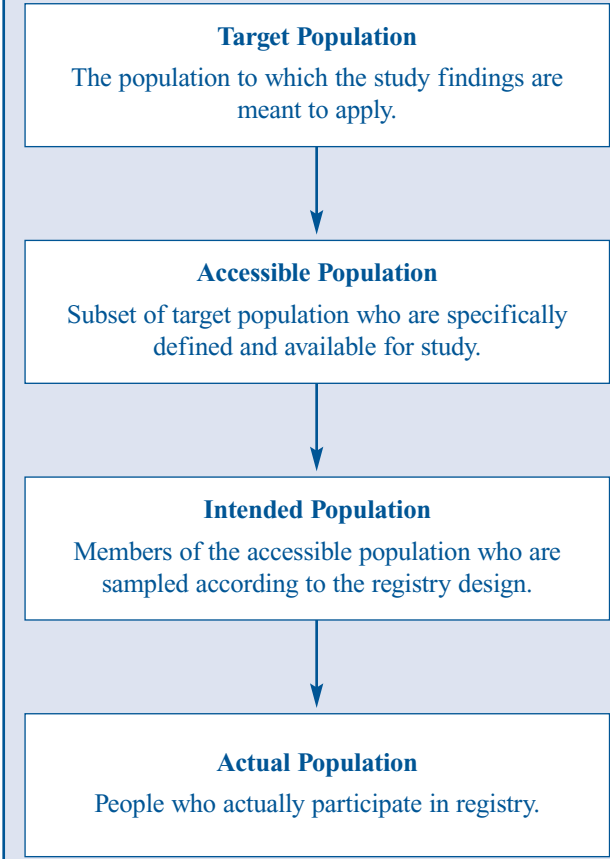 Target Population
The population to which the study findings are
meant to apply.
Accessible Population
Subset of target population who are specifically
defined and available for study.
Intended Population
Members of the accessible population who are
sampled according to the registry design.
Actual Population
People who actually participate in registry.